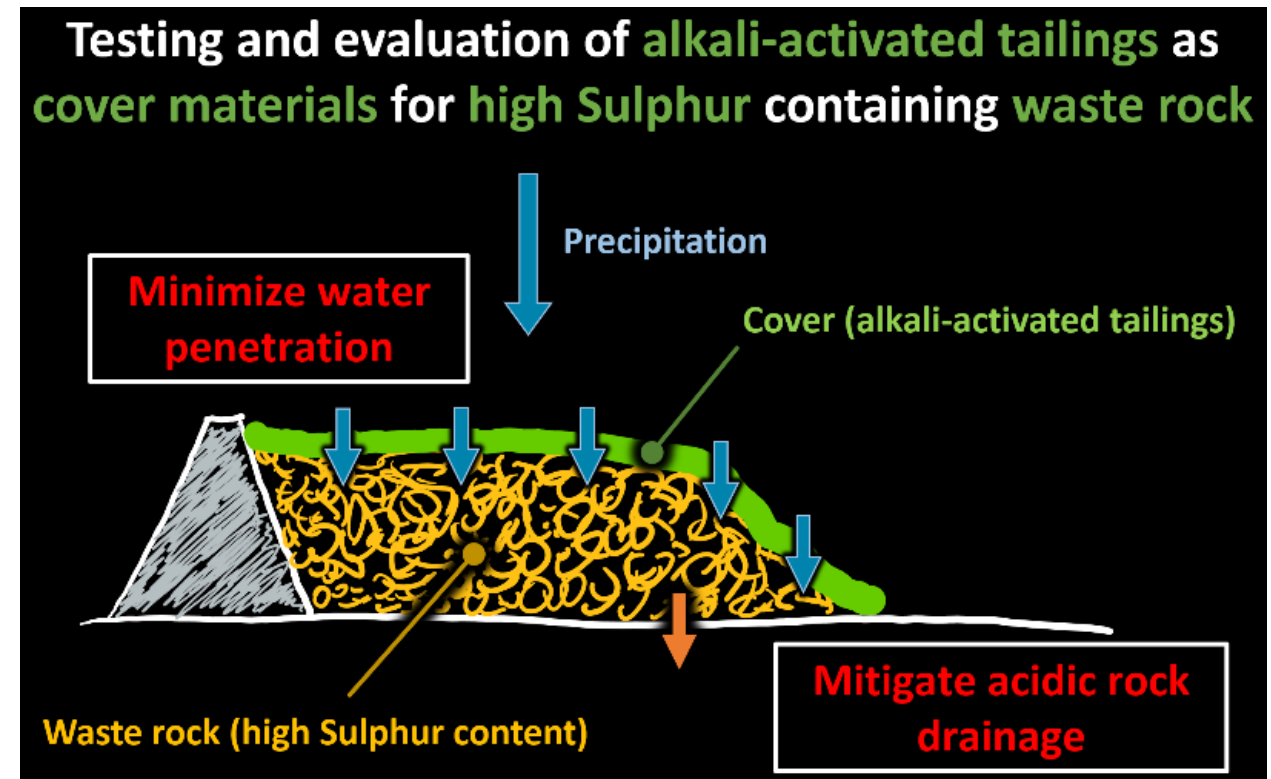 Testing and evaluation of alkali-activated tailings as
cover materials for high Sulphur containing waste rock
Precipitation
Minimize water
penetration
Cover (alkali-activated tailings)
Waste rock (high Sulphur content)
Mitigate acidic rock
drainage